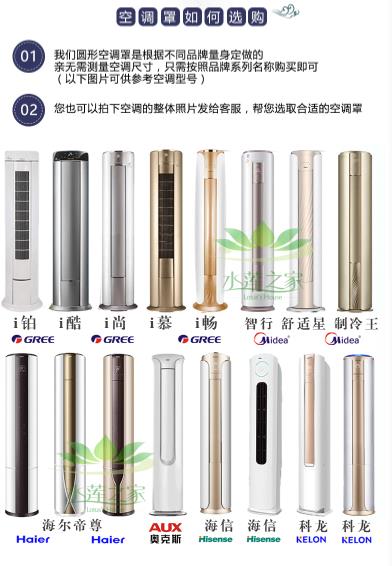 空调罩如何选购
01 我们圆形空调罩是根据不同品牌量身定做的
亲无需测量空调尺寸，只需按照品牌系列名称购买即可
（以下图片可供参考空调型号）
02 您也可以拍下空调的整体照片发给客服，帮您选取合适的空调罩
水莲之家
Lotus's House
i铂 i酷 i尚 i慕 i畅 智行 舒适星 制冷王
GREE GREE GREE Midea Midea
水莲之家
海尔帝尊 AUX 海信 海信 科龙 科龙
Haier Haier 奥克斯 Hisense Hisense KELON KELON